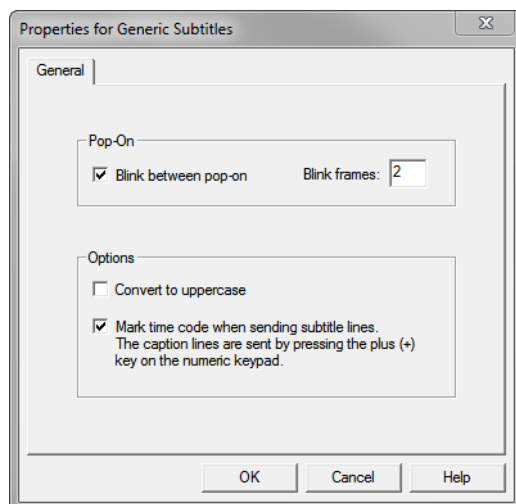 Properties for Generic Subtitles
General
Pop-On
Blink between pop-on
Blink frames: 2
Options
Convert to uppercase
Mark time code when sending subtitle lines.
The caption lines are sent by pressing the plus (+)
key on the numeric keypad.
OK
Cancel
Help